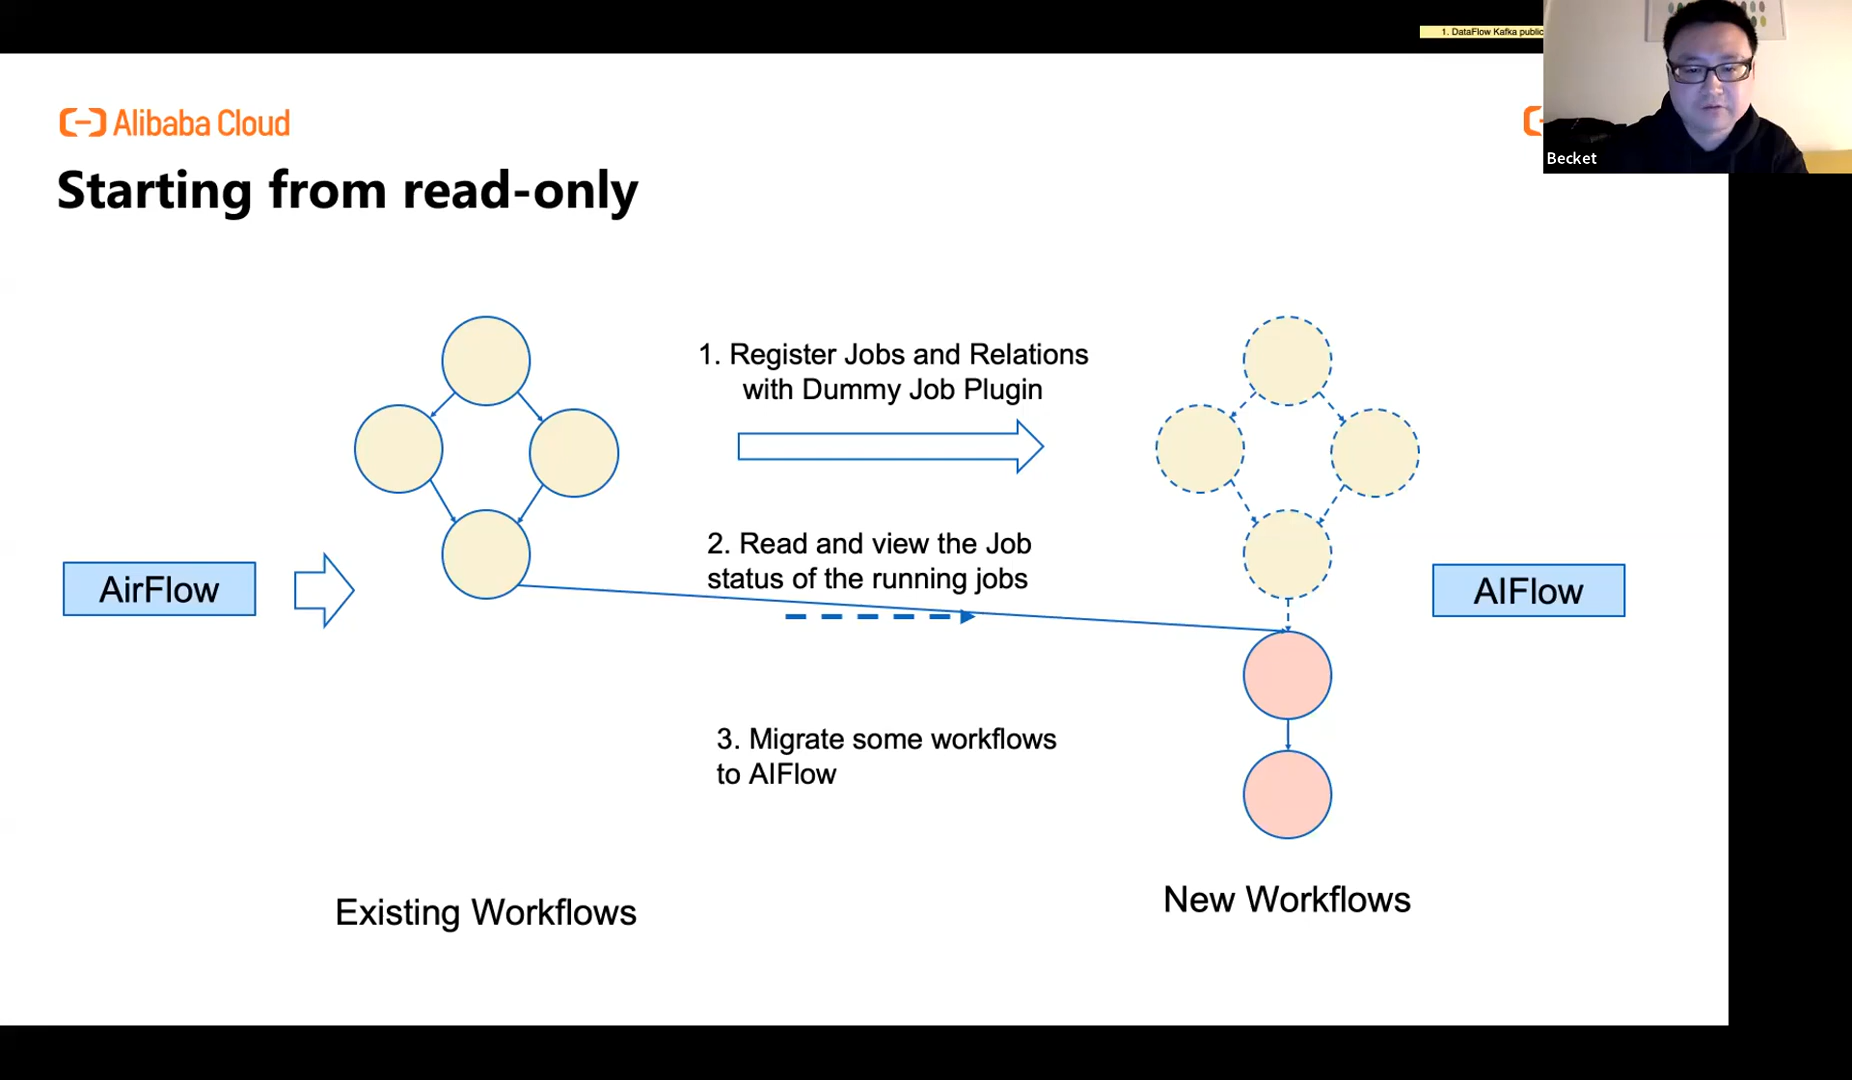 1. DataFlow Kafka public
Becket
Alibaba Cloud
Starting from read-only
1. Register Jobs and Relations
with Dummy Job Plugin
2. Read and view the Job
status of the running jobs
AirFlow
AIFlow
3. Migrate some workflows
to AIFlow
Existing Workflows
New Workflows